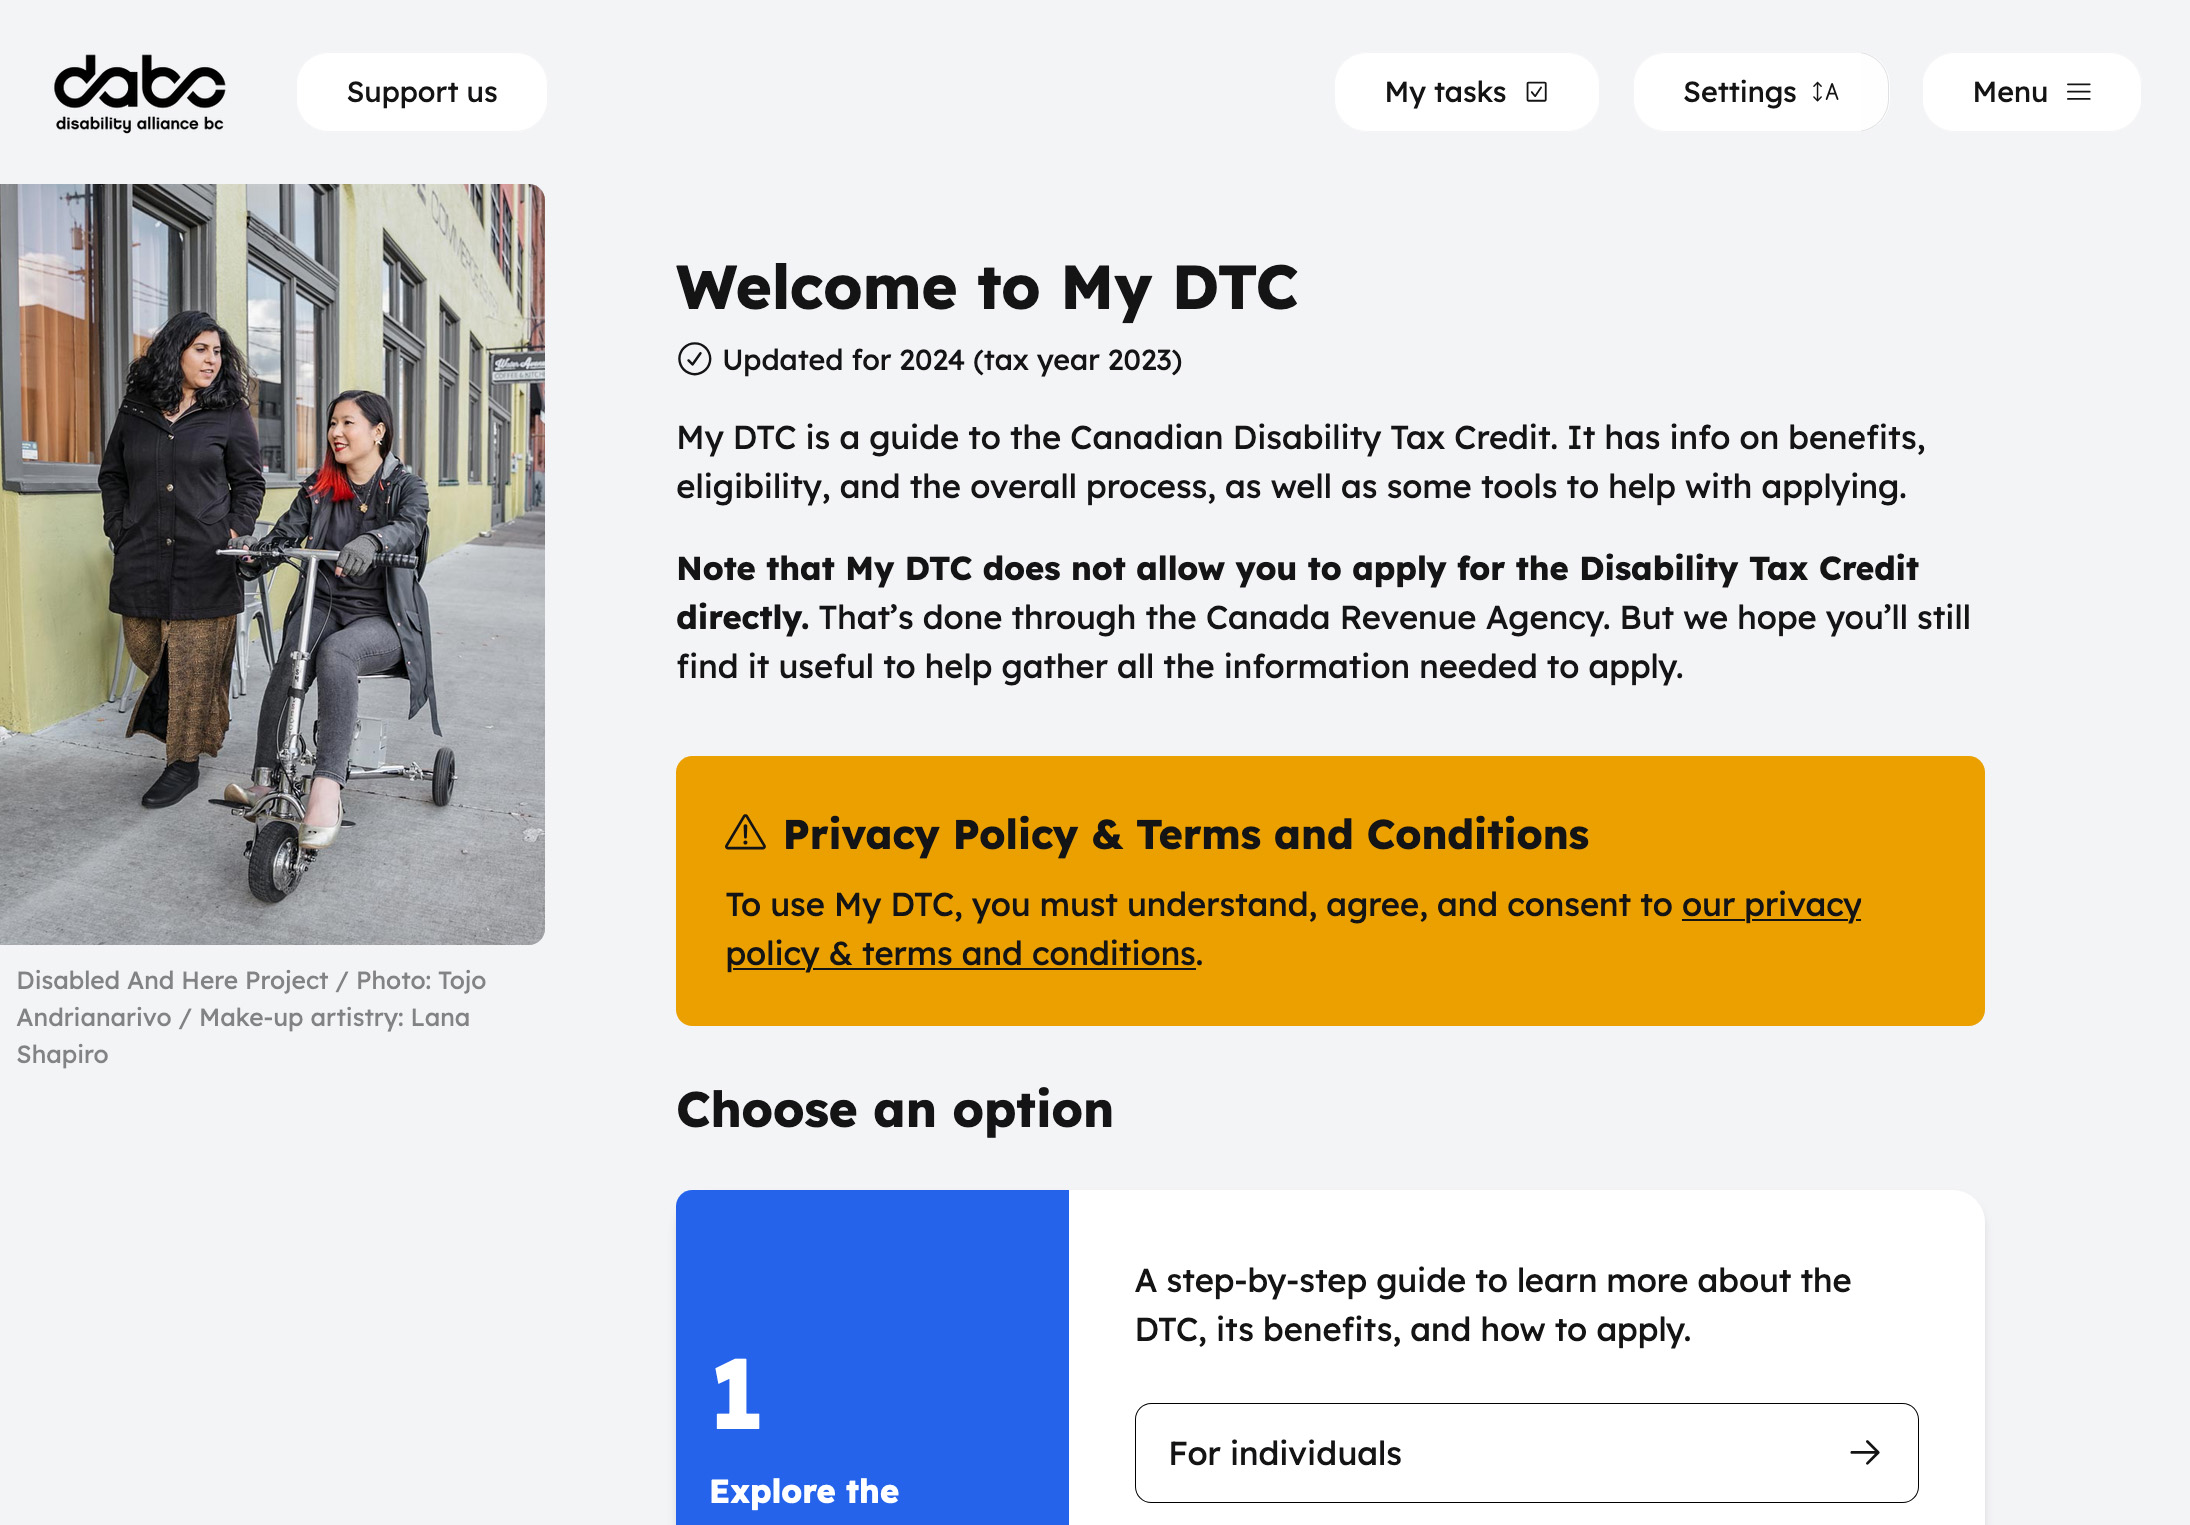 dabc
disability alliance bc
Support us
My tasks
Settings
A
Menu
Welcome to My DTC
Updated for 2024 (tax year 2023)
My DTC is a guide to the Canadian Disability Tax Credit. It has info on benefits,
eligibility, and the overall process, as well as some tools to help with applying.
Note that My DTC does not allow you to apply for the Disability Tax Credit
directly. That’s done through the Canada Revenue Agency. But we hope you’ll still
find it useful to help gather all the information needed to apply.
Privacy Policy & Terms and Conditions
To use My DTC, you must understand, agree, and consent to our privacy
policy & terms and conditions.
Disabled And Here Project / Photo: Tojo
Andrianarivo / Make-up artistry: Lana
Shapiro
Choose an option
1
Explore the
A step-by-step guide to learn more about the
DTC, its benefits, and how to apply.
For individuals